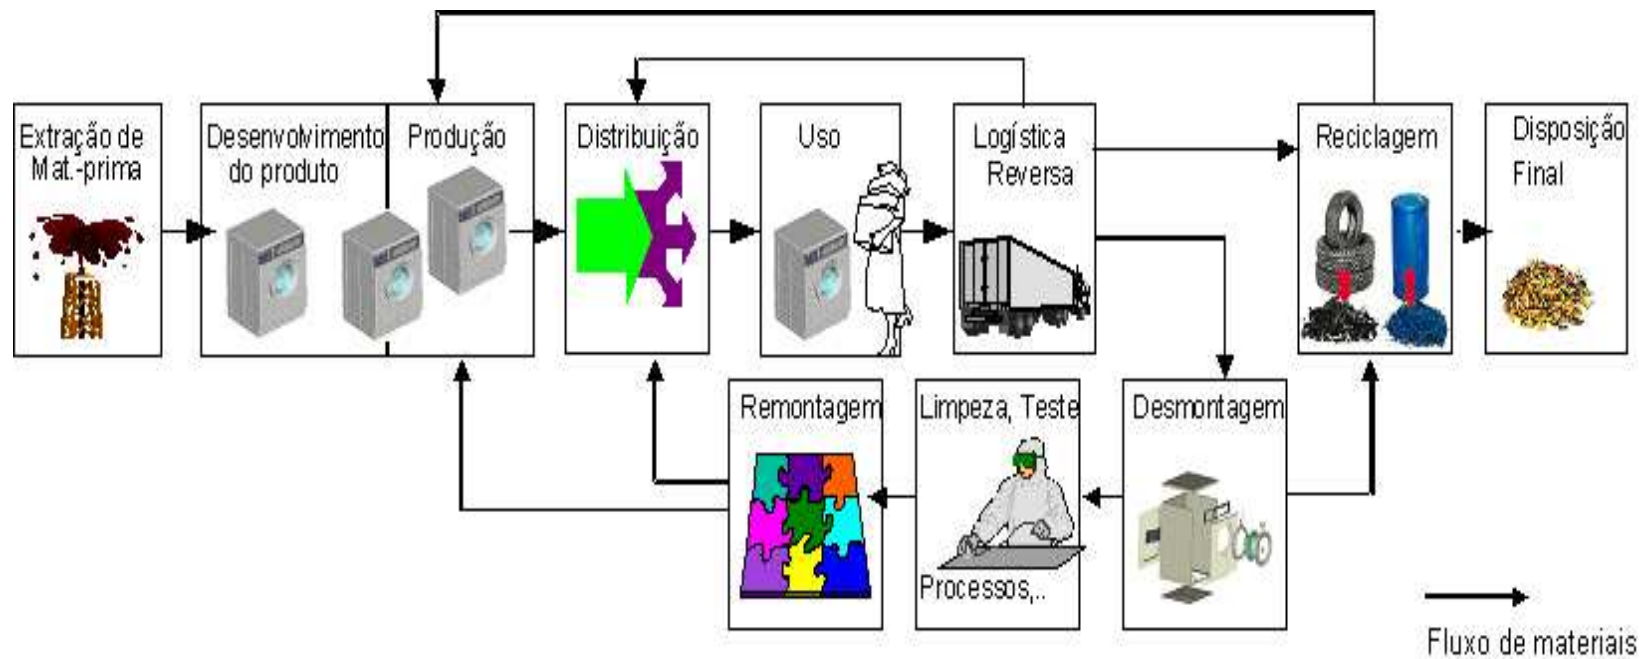 Extração de
Mat.-prima
Desenvolvimento
do produto
Produção
Distribuição
Uso
Logística
Reversa
Reciclagem
Disposição
Final
Remontagem
Limpeza, Teste
Processos,..
Desmontagem
Fluxo de materiais